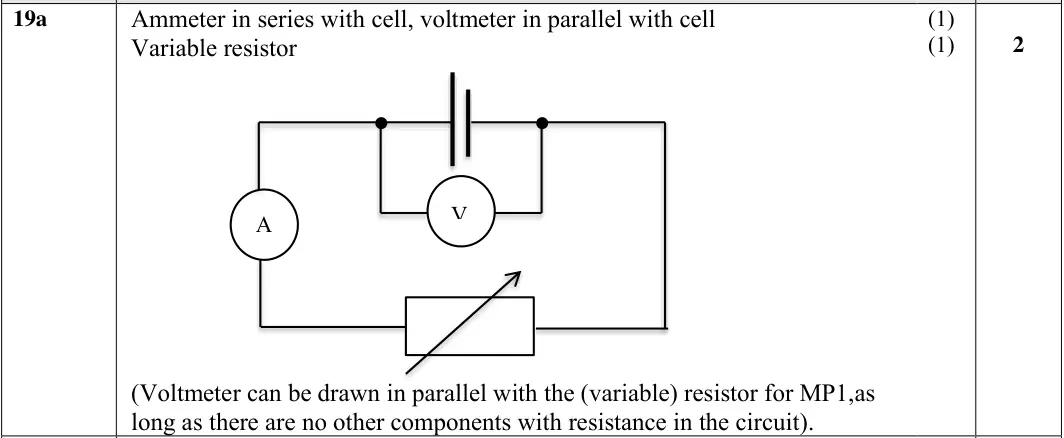 19a
Ammeter in series with cell, voltmeter in parallel with cell (1)
Variable resistor (1) 2
V
A
(Voltmeter can be drawn in parallel with the (variable) resistor for MP1,as
long as there are no other components with resistance in the circuit).